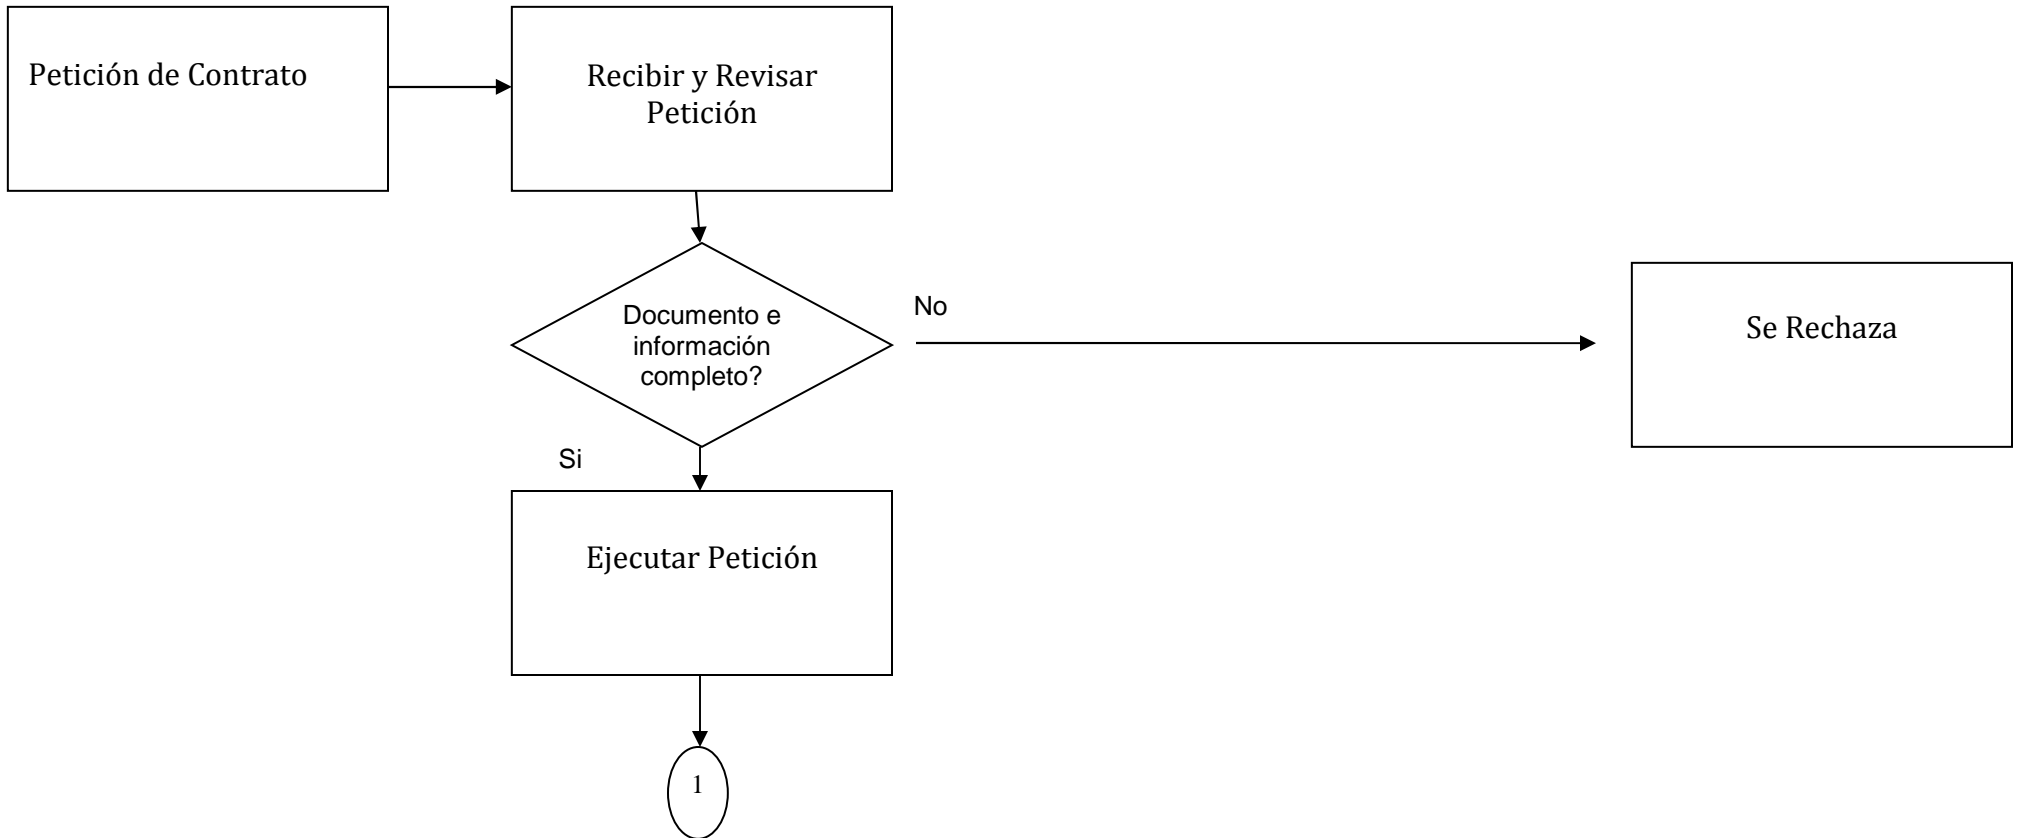 Petición de Contrato
Recibir y Revisar
Petición
Documento e
información
completo?
No
Se Rechaza
Si
Ejecutar Petición
1